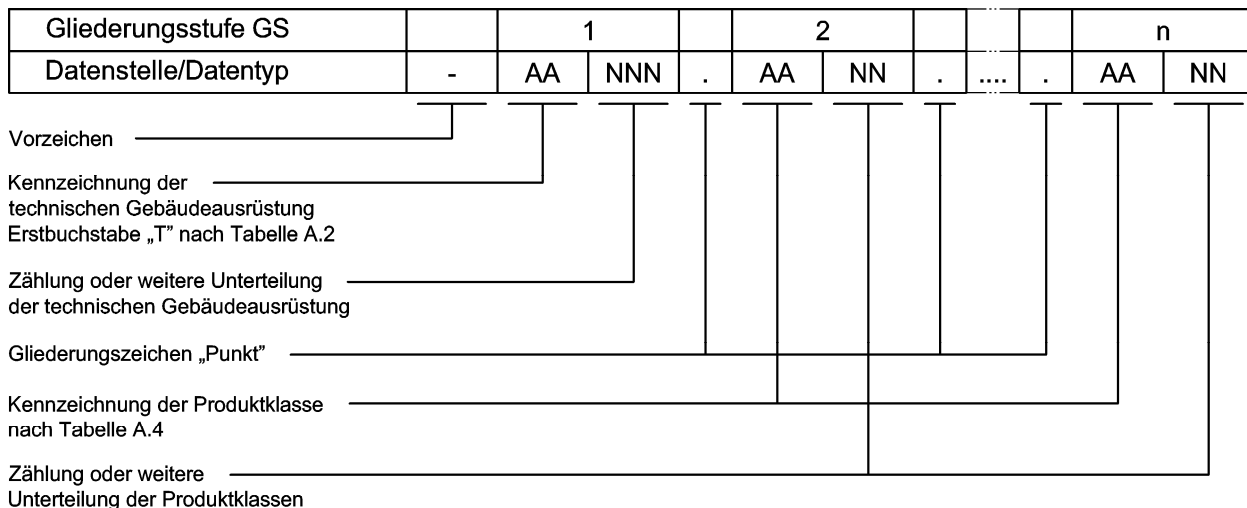 Gliederungsstufe GS 1 2 n
Datenstelle/Datentyp - AA NNN . AA NN . .... . AA NN
Vorzeichen
Kennzeichnung der
technischen Gebäudeausrüstung
Erstbuchstabe „T” nach Tabelle A.2
Zählung oder weitere Unterteilung
der technischen Gebäudeausrüstung
Gliederungszeichen „Punkt”
Kennzeichnung der Produktklasse
nach Tabelle A.4
Zählung oder weitere
Unterteilung der Produktklassen